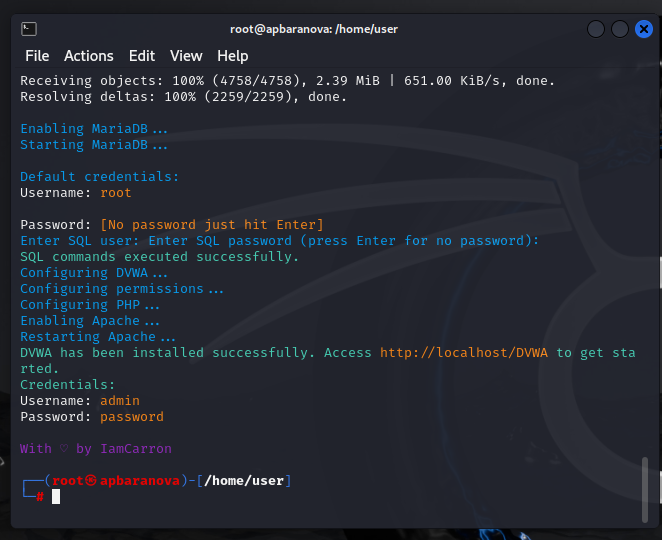 root@apbaranova: /home/user
File Actions Edit View Help
Receiving objects: 100% (4758/4758), 2.39 MiB | 651.00 KiB/s, done.
Resolving deltas: 100% (2259/2259), done.
Enabling MariaDB...
Starting MariaDB...
Default credentials:
Username: root
Password: [No password just hit Enter]
Enter SQL user: Enter SQL password (press Enter for no password):
SQL commands executed successfully.
Configuring DVWA...
Configuring permissions...
Configuring PHP...
Enabling Apache...
Restarting Apache...
DVWA has been installed successfully. Access http://localhost/DVWA to get sta
rted.
Credentials:
Username: admin
Password: password
With ♡ by IamCarron
┌──(root㉿apbaranova)-[/home/user]
└─#